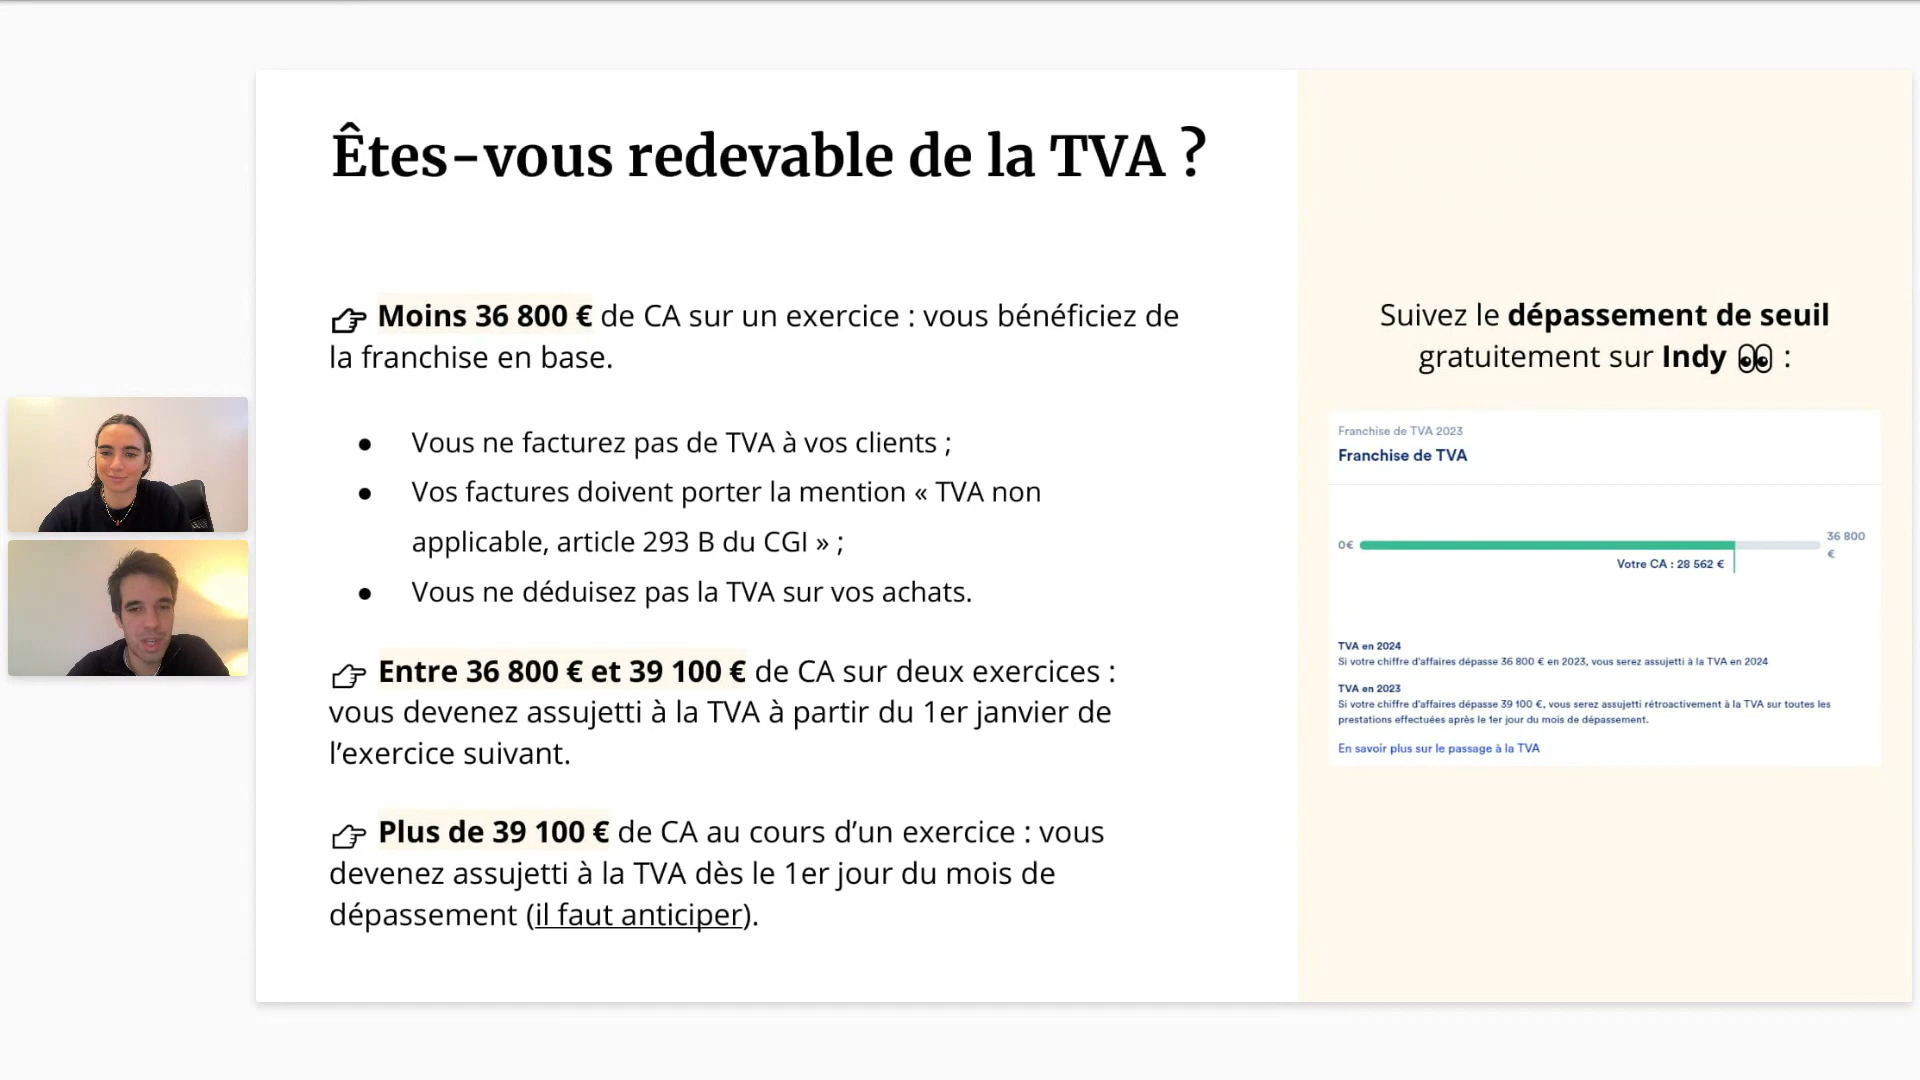 Êtes-vous redevable de la TVA ?
👉 Moins 36 800 € de CA sur un exercice : vous bénéficiez de
la franchise en base.
● Vous ne facturez pas de TVA à vos clients ;
● Vos factures doivent porter la mention « TVA non
applicable, article 293 B du CGI » ;
● Vous ne déduisez pas la TVA sur vos achats.
👉 Entre 36 800 € et 39 100 € de CA sur deux exercices :
vous devenez assujetti à la TVA à partir du 1er janvier de
l’exercice suivant.
👉 Plus de 39 100 € de CA au cours d’un exercice : vous
devenez assujetti à la TVA dès le 1er jour du mois de
dépassement (il faut anticiper).
Suivez le dépassement de seuil
gratuitement sur Indy 👀 :
Franchise de TVA 2023
Franchise de TVA
0€
36 800
€
Votre CA : 28 562 €
TVA en 2024
Si votre chiffre d'affaires dépasse 36 800 € en 2023, vous serez assujetti à la TVA en 2024
TVA en 2023
Si votre chiffre d'affaires dépasse 39 100 €, vous serez assujetti rétroactivement à la TVA sur toutes les
prestations effectuées après le 1er jour du mois de dépassement.
En savoir plus sur le passage à la TVA